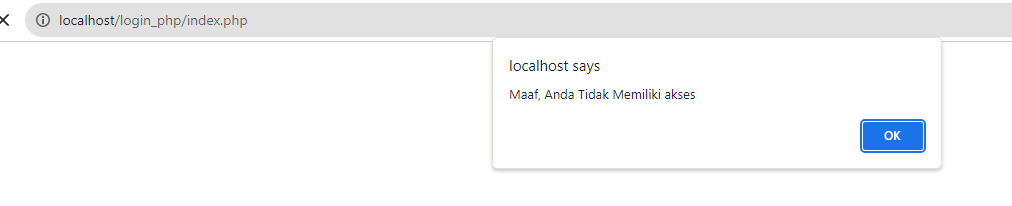 localhost/login_php/index.php
localhost says
Maaf, Anda Tidak Memiliki akses
OK